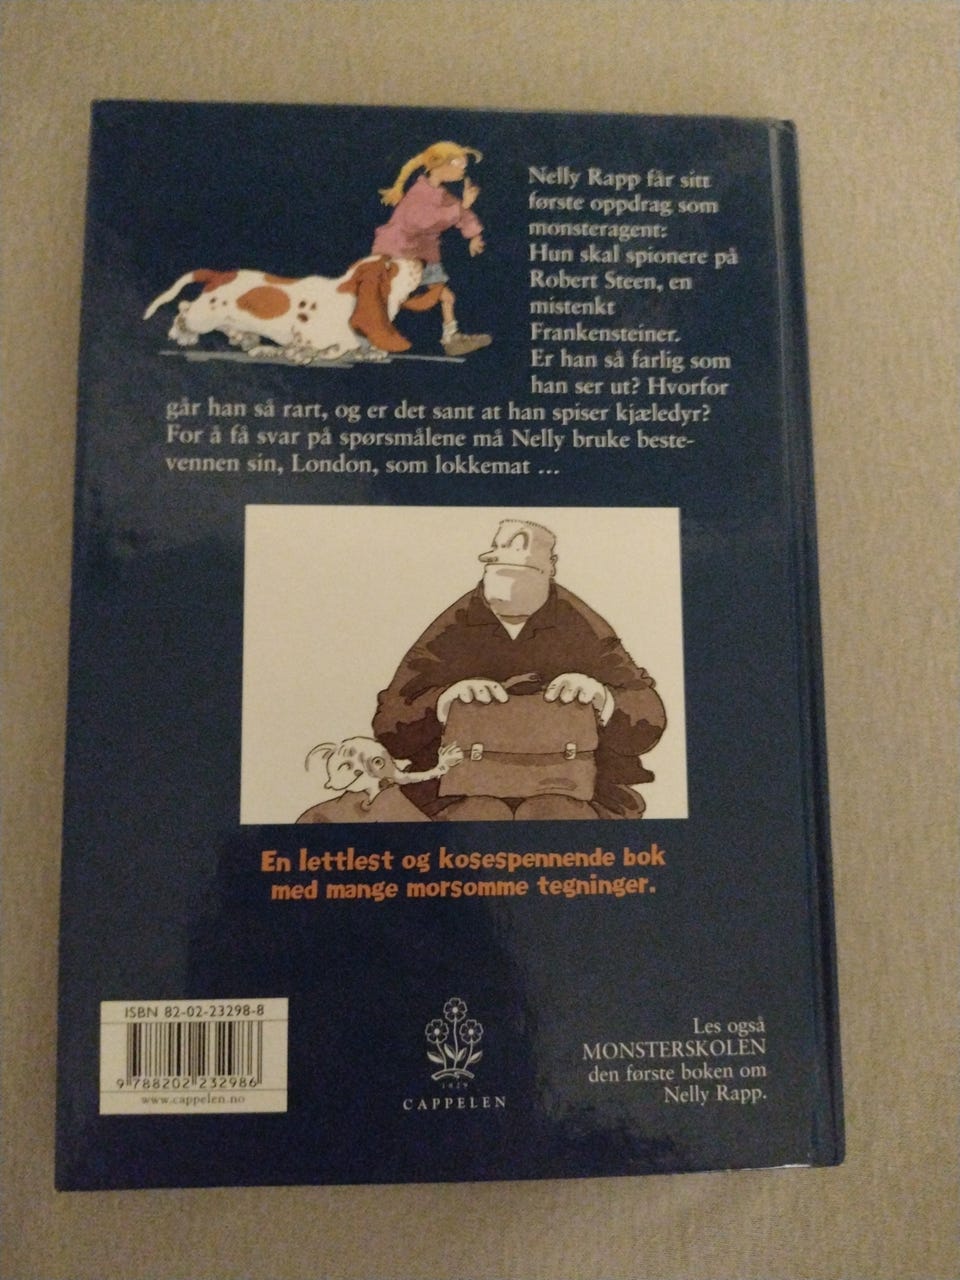 Nelly Rapp får sitt
første oppdrag som
monsteragent:
Hun skal spionere på
Robert Steen, en
mistenkt
Frankensteiner.
Er han så farlig som
han ser ut? Hvorfor
går han så rart, og er det sant at han spiser kjæledyr?
For å få svar på spørsmålene må Nelly bruke beste-
vennen sin, London, som lokkemat ...
En lettlest og kosespennende bok
med mange morsomme tegninger.
ISBN 82-02-23298-8
9 788202 232986
www.cappelen.no
1829
CAPPELEN
Les også
MONSTERSKOLEN
den første boken om
Nelly Rapp.